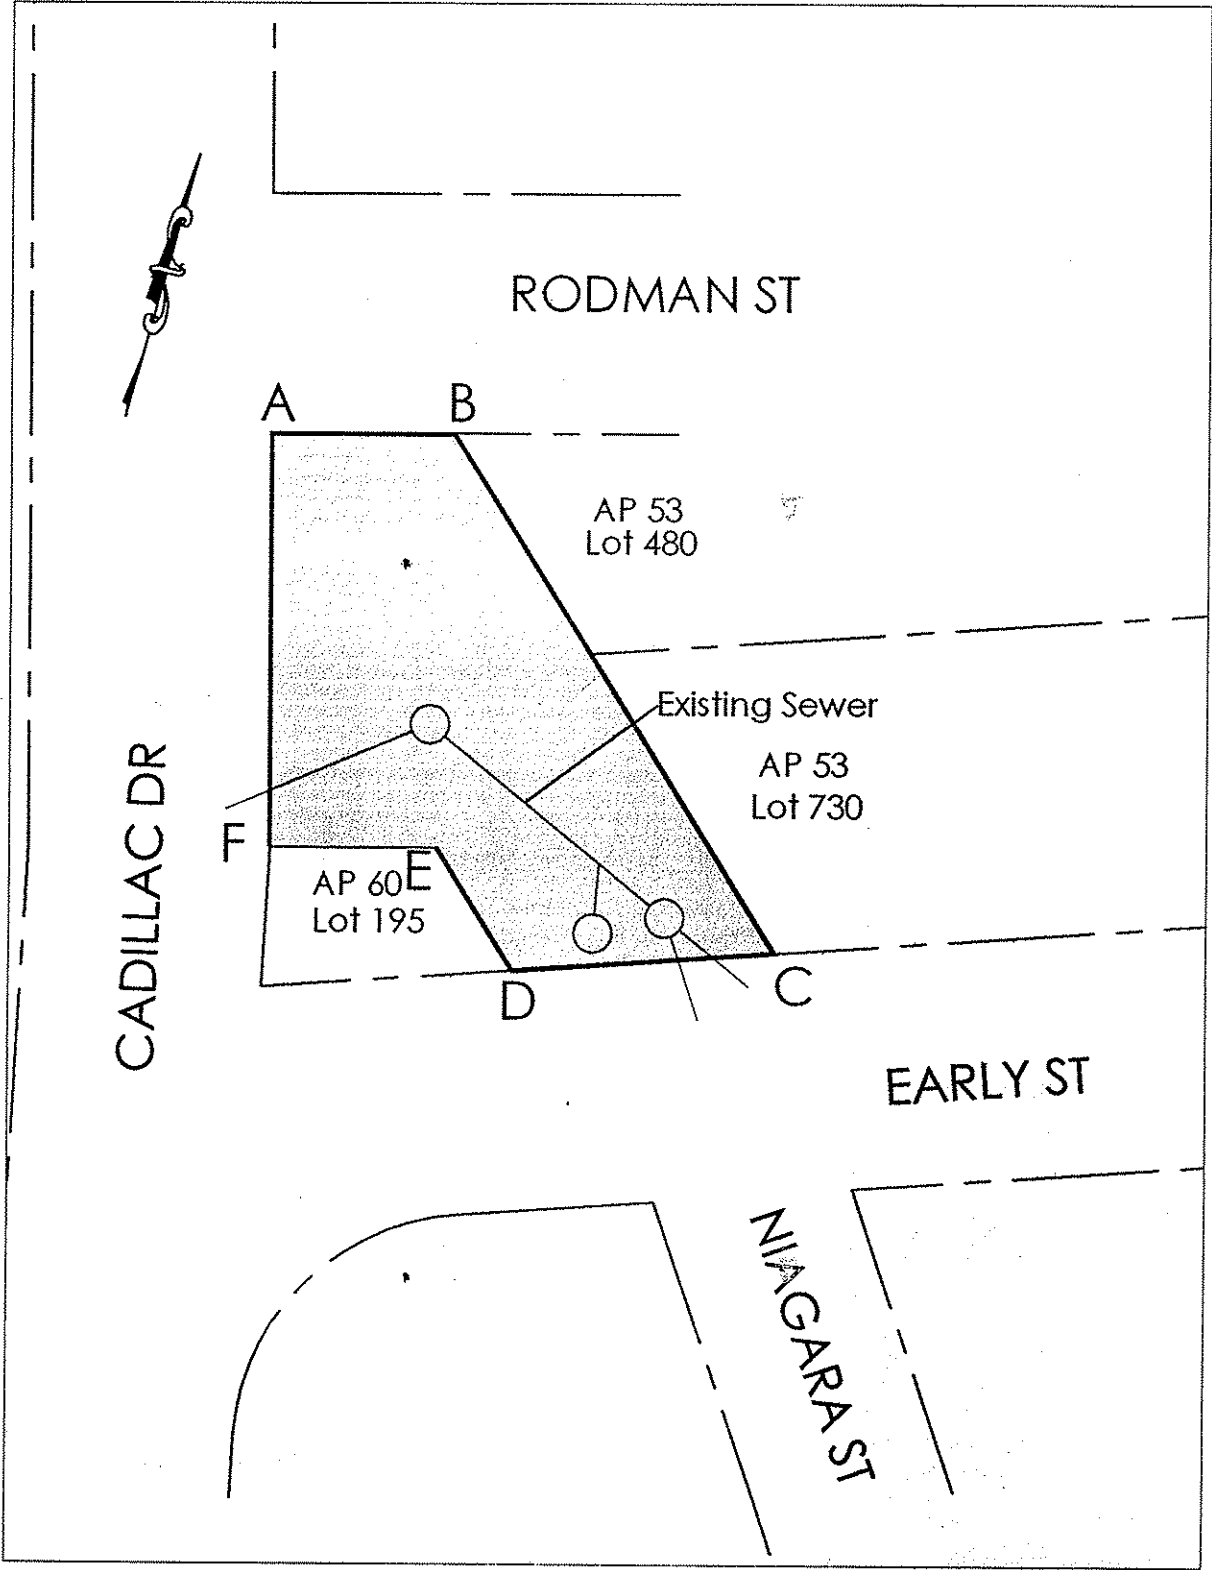 RODMAN ST
A
B
AP 53
Lot 480
Existing Sewer
AP 53
Lot 730
CADILLAC DR
F
E
AP 60
Lot 195
D
C
EARLY ST
NIAGARA ST